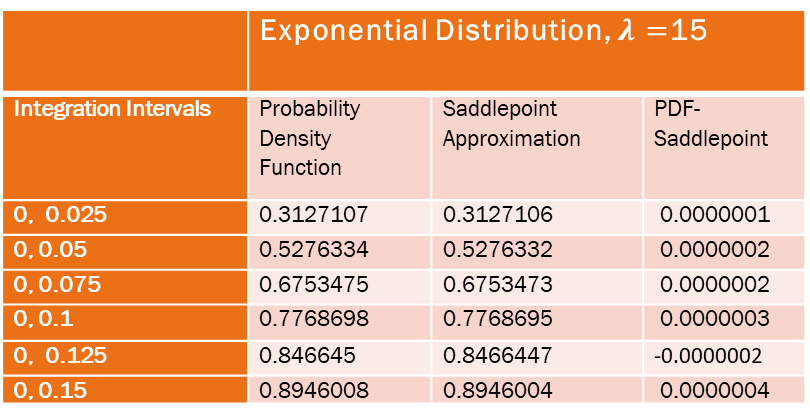 Exponential Distribution, λ =15
Integration Intervals Probability Density Function Saddlepoint Approximation PDF-Saddlepoint
0, 0.025 0.3127107 0.3127106 0.0000001
0, 0.05 0.5276334 0.5276332 0.0000002
0, 0.075 0.6753475 0.6753473 0.0000002
0, 0.1 0.7768698 0.7768695 0.0000003
0, 0.125 0.846645 0.8466447 -0.0000002
0, 0.15 0.8946008 0.8946004 0.0000004